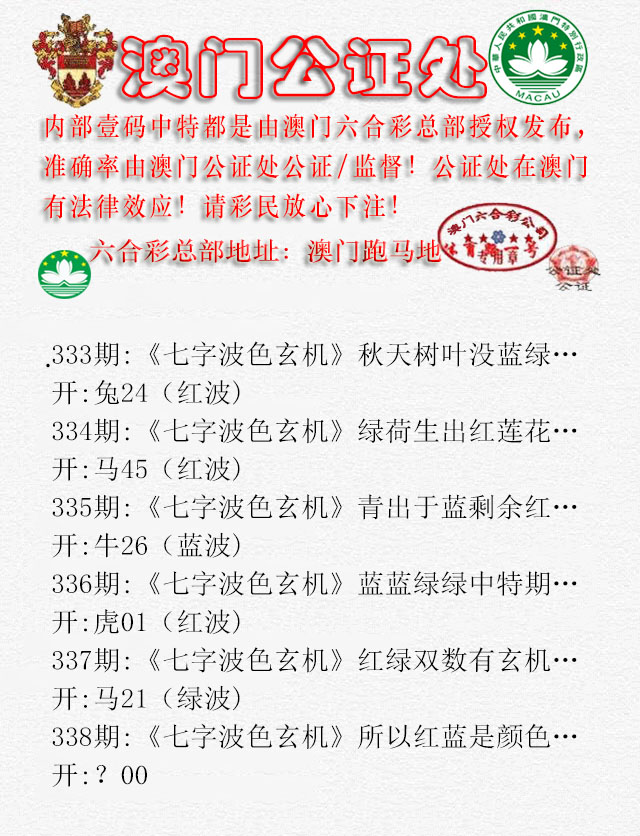 澳门公证处
中華人民共和國澳門特別行政區
MACAU
内部壹码中特都是由澳门六合彩总部授权发布，
准确率由澳门公证处公证/监督！公证处在澳门
有法律效应！请彩民放心下注！
六合彩总部地址：澳门跑马地
澳门六合彩公司
专用章
公证处
公证
.333期:《七字波色玄机》秋天树叶没蓝绿…
开:兔24（红波）
334期:《七字波色玄机》绿荷生出红莲花…
开:马45（红波）
335期:《七字波色玄机》青出于蓝剩余红…
开:牛26（蓝波）
336期:《七字波色玄机》蓝蓝绿绿中特期…
开:虎01（红波）
337期:《七字波色玄机》红绿双数有玄机…
开:马21（绿波）
338期:《七字波色玄机》所以红蓝是颜色…
开:？00